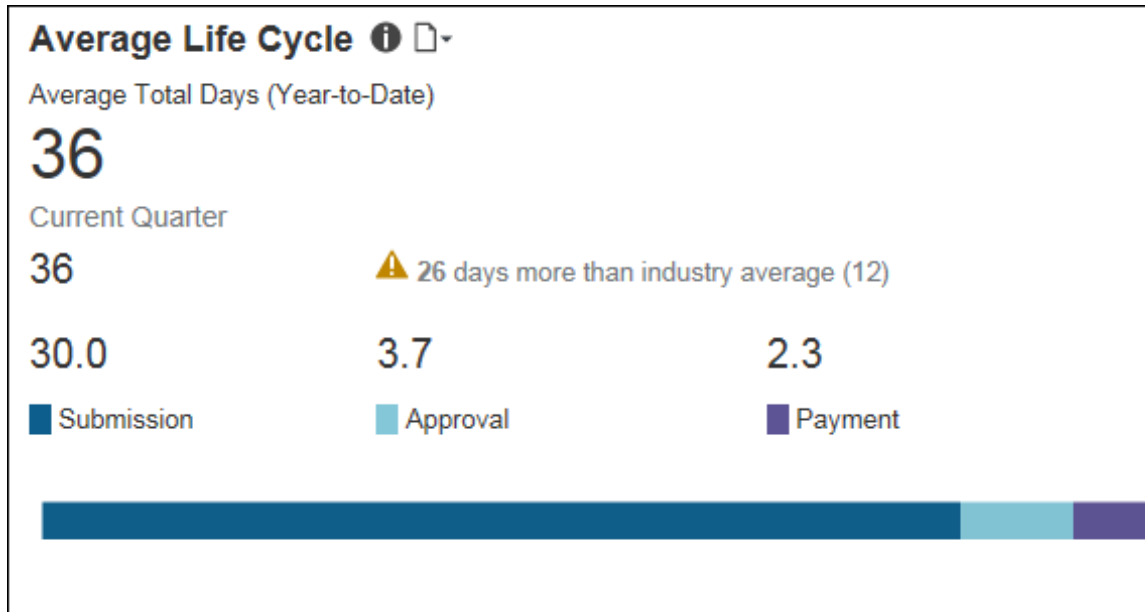 Average Life Cycle
Average Total Days (Year-to-Date)
36
Current Quarter
36 26 days more than industry average (12)
30.0 3.7 2.3
Submission Approval Payment